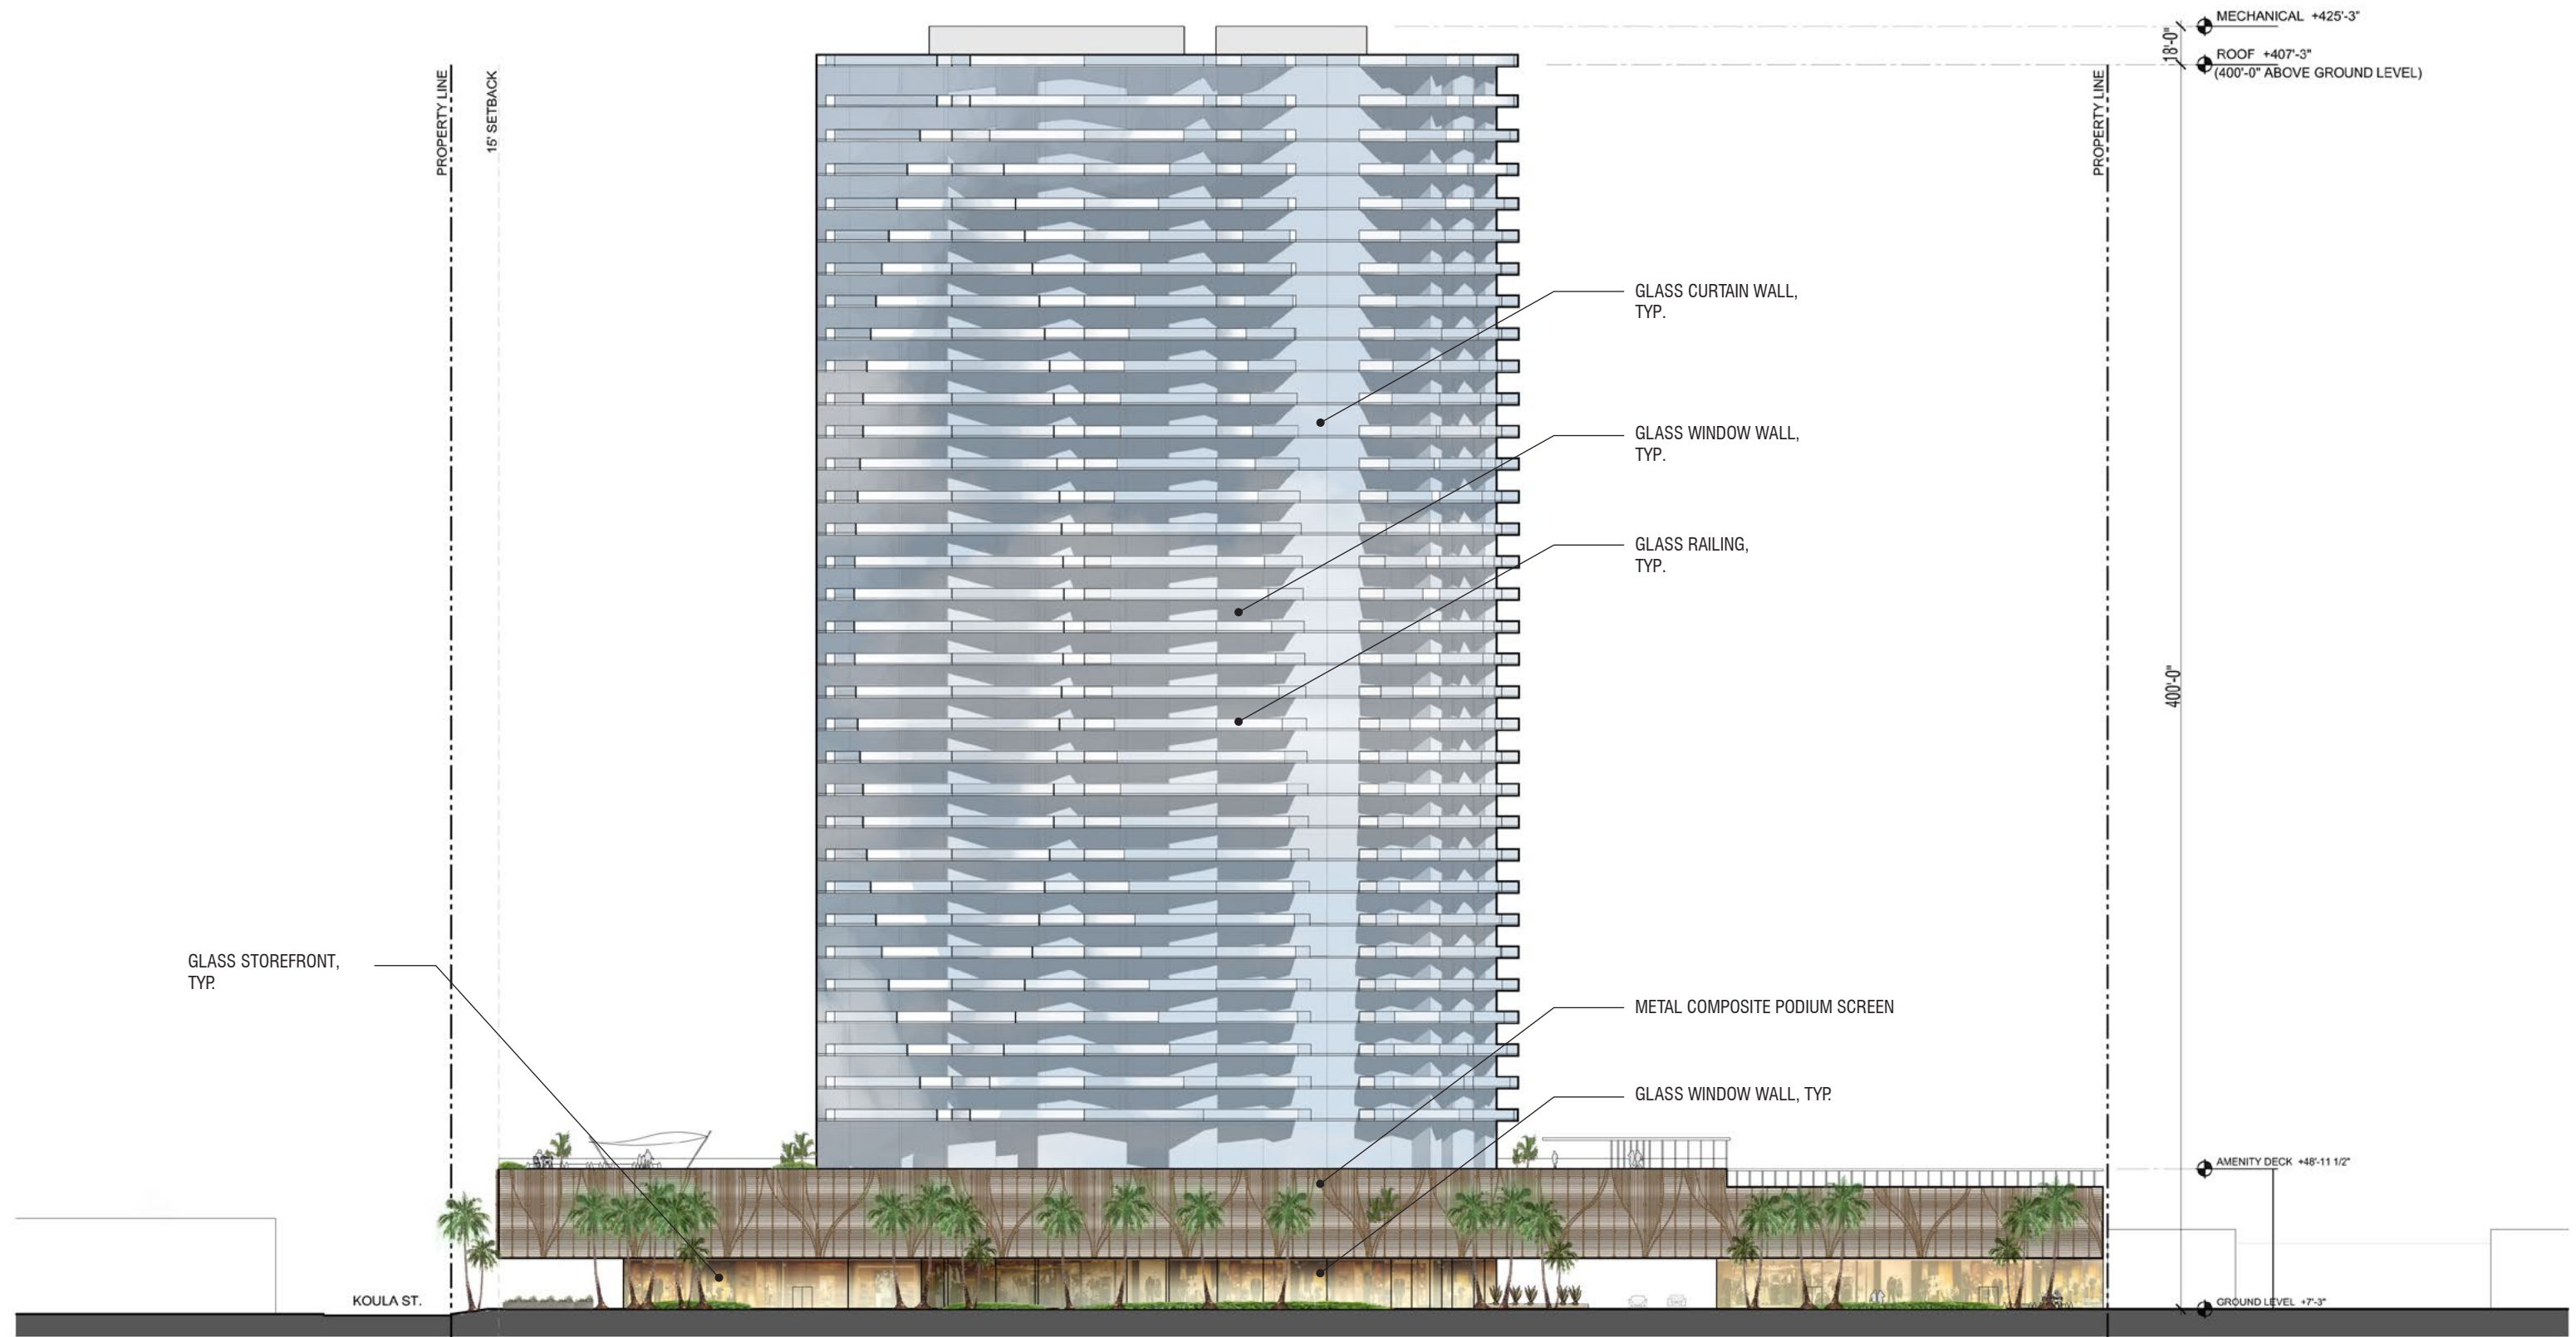 MECHANICAL +425'-3"
18'-0"
ROOF +407'-3"
(400'-0" ABOVE GROUND LEVEL)
PROPERTY LINE
15' SETBACK
PROPERTY LINE
GLASS CURTAIN WALL,
TYP.
GLASS WINDOW WALL,
TYP.
GLASS RAILING,
TYP.
400'-0"
GLASS STOREFRONT,
TYP.
METAL COMPOSITE PODIUM SCREEN
GLASS WINDOW WALL, TYP.
AMENITY DECK +48'-11 1/2"
KOULA ST.
GROUND LEVEL +7'-3"